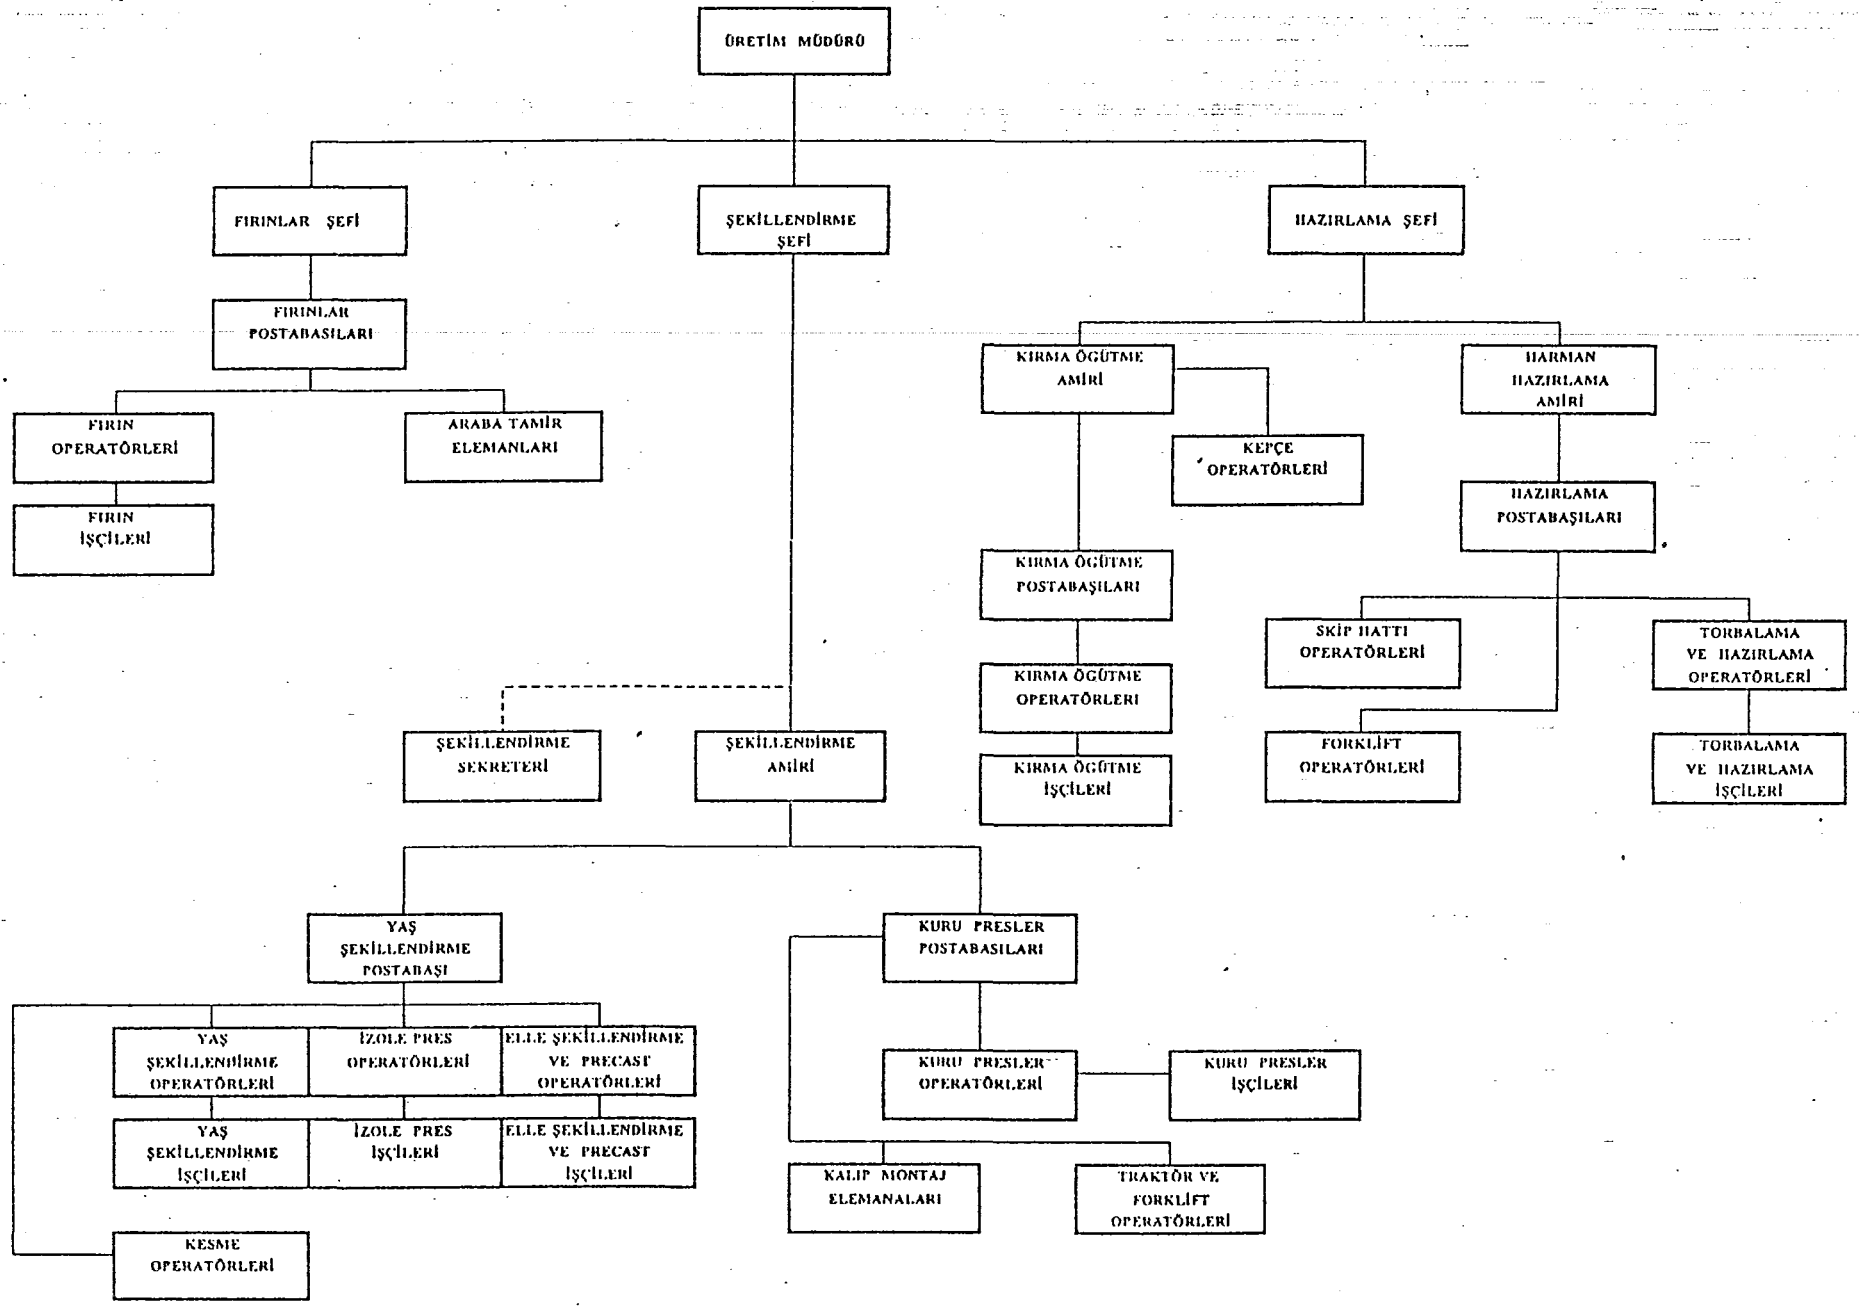 ÜRETİM MÜDÜRÜ
FIRINLAR ŞEFİ
ŞEKİLLENDİRME
ŞEFİ
HAZIRLAMA ŞEFİ
FIRINLAR
POSTABASILARI
FIRIN
OPERATÖRLERİ
ARABA TAMİR
ELEMANLARI
FIRIN
İŞÇİLERİ
KIRMA ÖGÜTME
AMİRİ
HARMAN
HAZIRLAMA
AMİRİ
KEPÇE
OPERATÖRLERİ
HAZIRLAMA
POSTABAŞILARI
KIRMA ÖGÜTME
POSTABAŞILARI
SKİP HATTI
OPERATÖRLERİ
TORBALAMA
VE HAZIRLAMA
OPERATÖRLERİ
KIRMA ÖGÜTME
OPERATÖRLERİ
FORKLİFT
OPERATÖRLERİ
TORBALAMA
VE HAZIRLAMA
İŞÇİLERİ
KIRMA ÖGÜTME
İŞÇİLERİ
ŞEKİLLENDİRME
SEKRETERİ
ŞEKİLLENDİRME
AMİRİ
YAŞ
ŞEKİLLENDİRME
POSTABAŞI
KURU PRESLER
POSTABASILARI
YAŞ
ŞEKİLLENDİRME
OPERATÖRLERİ
İZOLE PRES
OPERATÖRLERİ
ELLE ŞEKİLLENDİRME
VE PRECAST
OPERATÖRLERİ
KURU PRESLER
OPERATÖRLERİ
KURU PRESLER
İŞÇİLERİ
YAŞ
ŞEKİLLENDİRME
İŞÇİLERİ
İZOLE PRES
İŞÇİLERİ
ELLE ŞEKİLLENDİRME
VE PRECAST
İŞÇİLERİ
KALIP MONTAJ
ELEMANALARI
TRAKTÖR VE
FORKLİFT
OPERATÖRLERİ
KESME
OPERATÖRLERİ